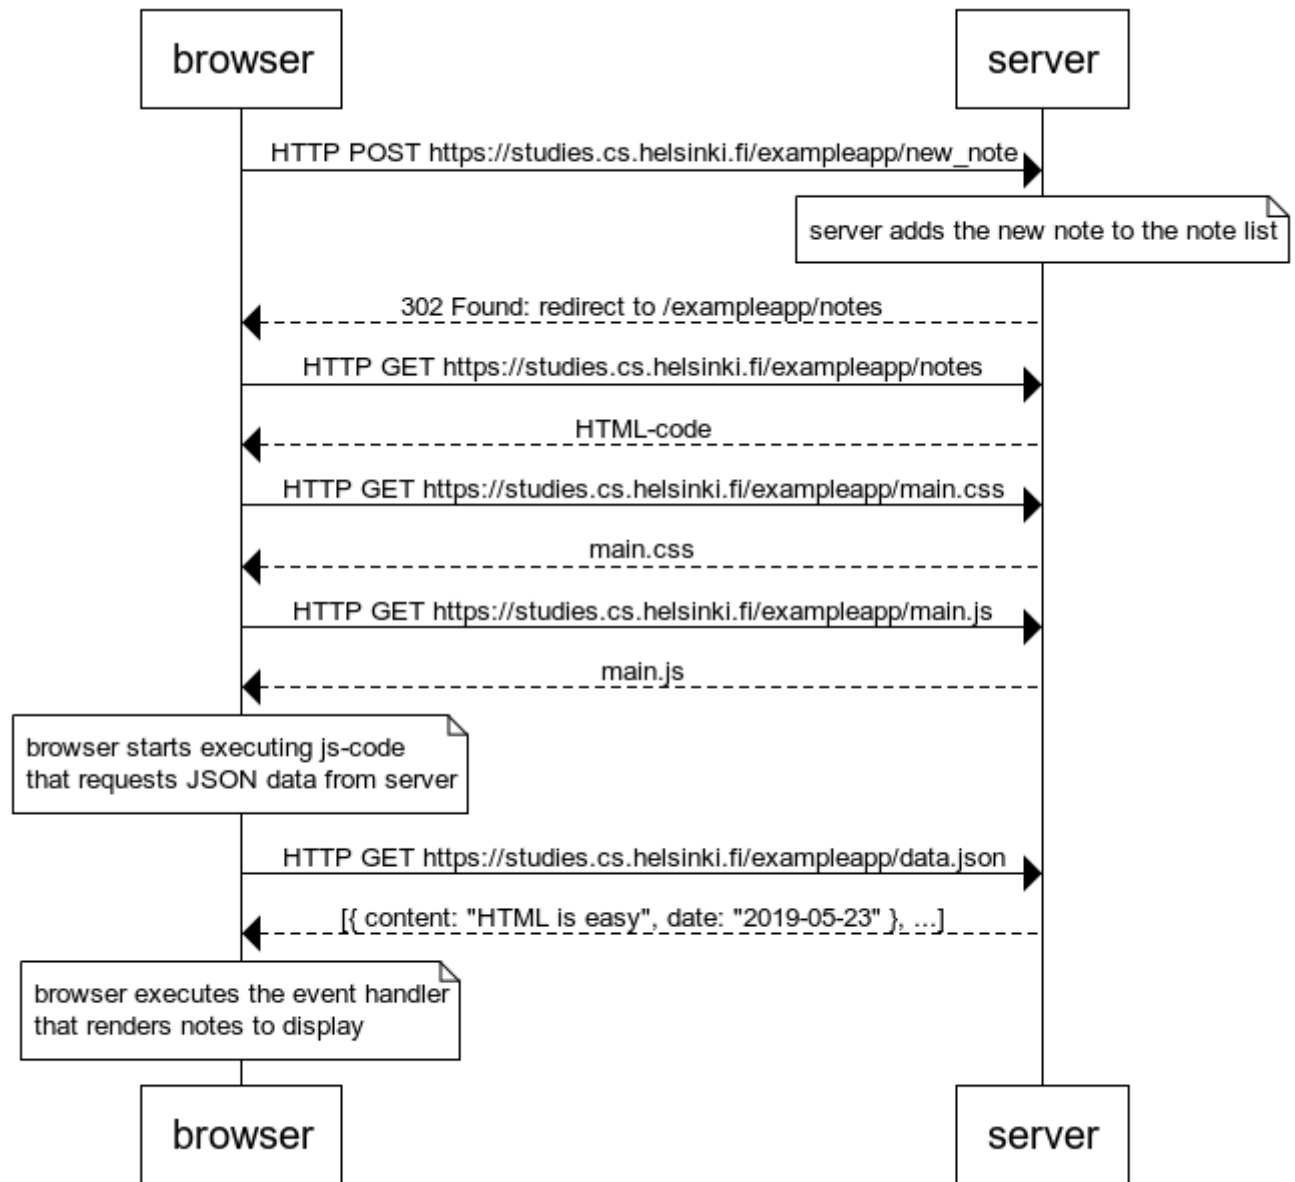 browser
server
HTTP POST https://studies.cs.helsinki.fi/exampleapp/new_note
server adds the new note to the note list
302 Found: redirect to /exampleapp/notes
HTTP GET https://studies.cs.helsinki.fi/exampleapp/notes
HTML-code
HTTP GET https://studies.cs.helsinki.fi/exampleapp/main.css
main.css
HTTP GET https://studies.cs.helsinki.fi/exampleapp/main.js
main.js
browser starts executing js-code
that requests JSON data from server
HTTP GET https://studies.cs.helsinki.fi/exampleapp/data.json
[{ content: "HTML is easy", date: "2019-05-23" }, ...]
browser executes the event handler
that renders notes to display
browser
server